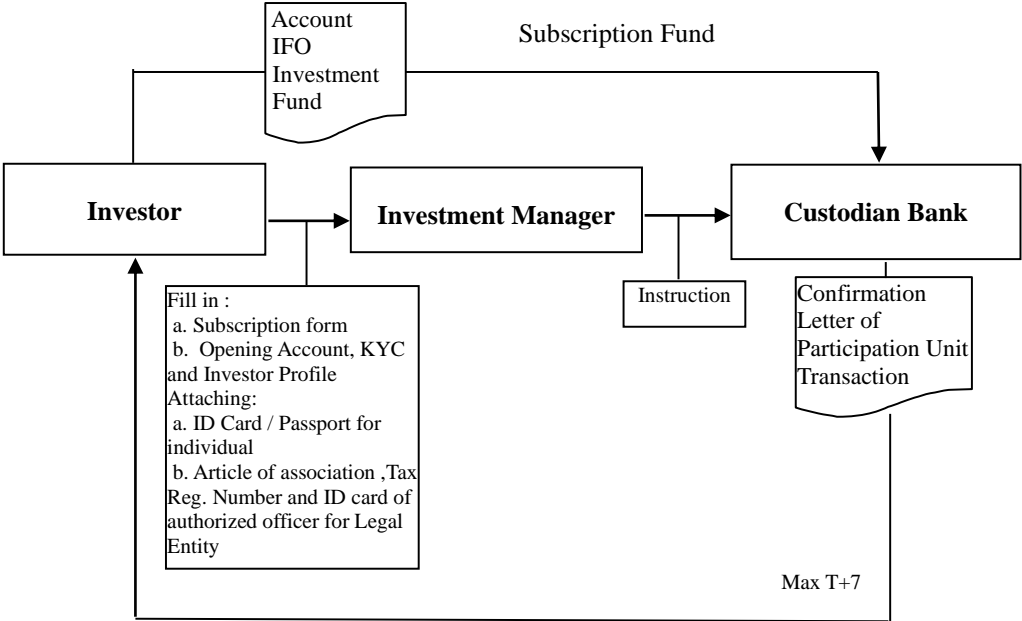 Account
IFO
Investment
Fund
Subscription Fund
Investor
Investment Manager
Custodian Bank
Fill in :
a. Subscription form
b. Opening Account, KYC
and Investor Profile
Attaching:
a. ID Card / Passport for
individual
b. Article of association ,Tax
Reg. Number and ID card of
authorized officer for Legal
Entity
Instruction
Confirmation
Letter of
Participation Unit
Transaction
Max T+7